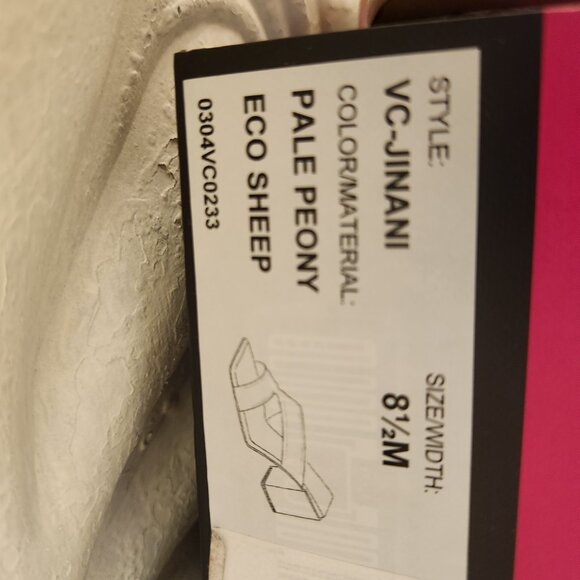 STYLE:
VC-JINANI
COLOR/MATERIAL:
PALE PEONY
ECO SHEEP
0304VC0233
SIZE/WIDTH:
8½M